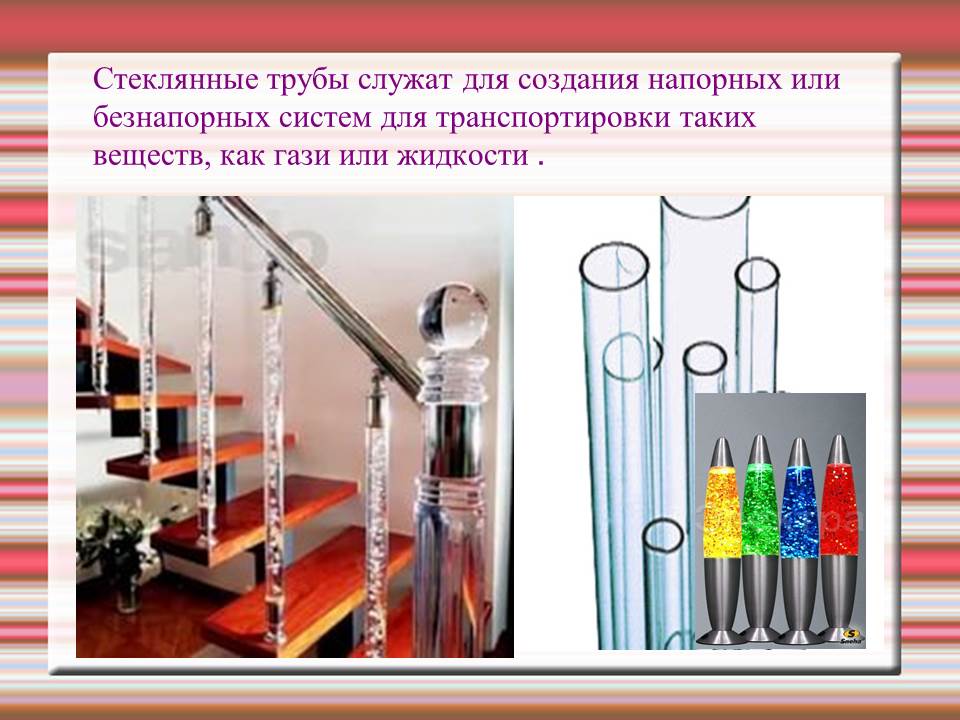 Стеклянные трубы служат для создания напорных или
безнапорных систем для транспортировки таких
веществ, как гази или жидкости .